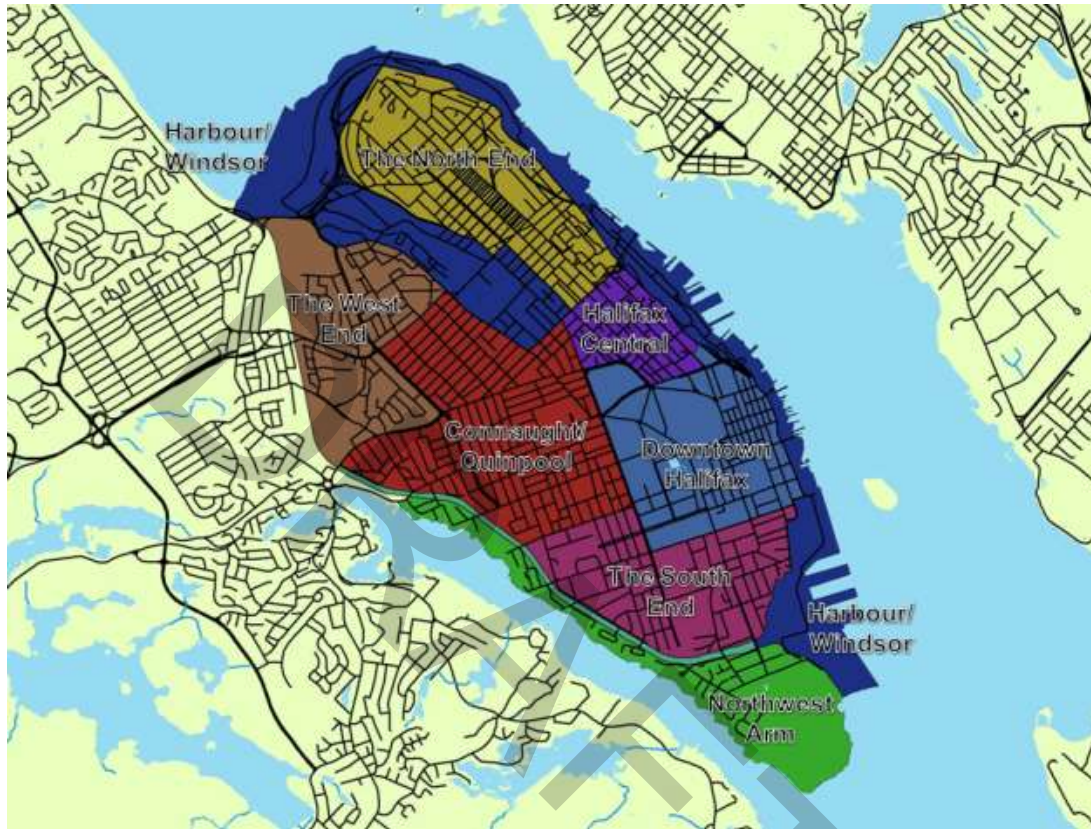 Harbour/
Windsor
The North End
The West
End
Halifax
Central
Connaught/
Quinpool
Downtown
Halifax
The South
End
Harbour/
Windsor
Northwest
Arm